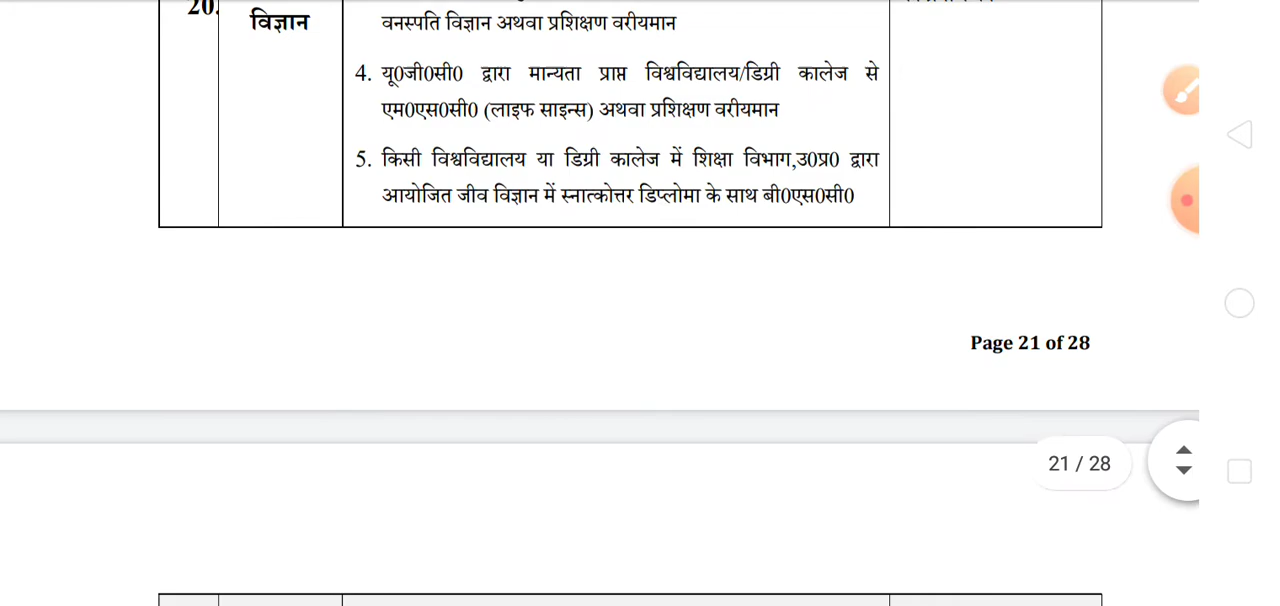 20.
विज्ञान
वनस्पति विज्ञान अथवा प्रशिक्षण वरीयमान
4. यू0जी0सी0 द्वारा मान्यता प्राप्त विश्वविद्यालय/डिग्री कालेज से
एम0एस0सी0 (लाइफ साइन्स) अथवा प्रशिक्षण वरीयमान
5. किसी विश्वविद्यालय या डिग्री कालेज में शिक्षा विभाग,उ0प्र0 द्वारा
आयोजित जीव विज्ञान में स्नात्कोत्तर डिप्लोमा के साथ बी0एस0सी0
Page 21 of 28
21 / 28